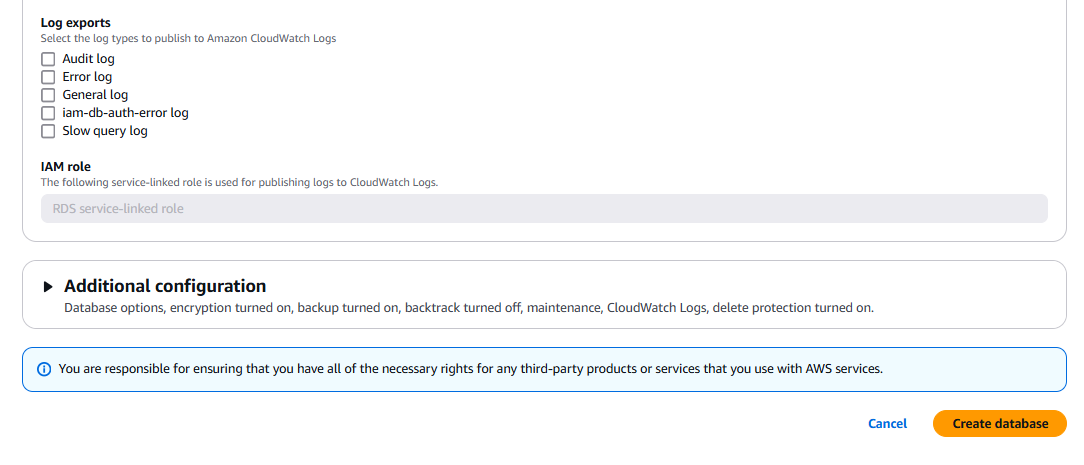 Log exports
Select the log types to publish to Amazon CloudWatch Logs
Audit log
Error log
General log
iam-db-auth-error log
Slow query log
IAM role
The following service-linked role is used for publishing logs to CloudWatch Logs.
RDS service-linked role
Additional configuration
Database options, encryption turned on, backup turned on, backtrack turned off, maintenance, CloudWatch Logs, delete protection turned on.
You are responsible for ensuring that you have all of the necessary rights for any third-party products or services that you use with AWS services.
Cancel
Create database